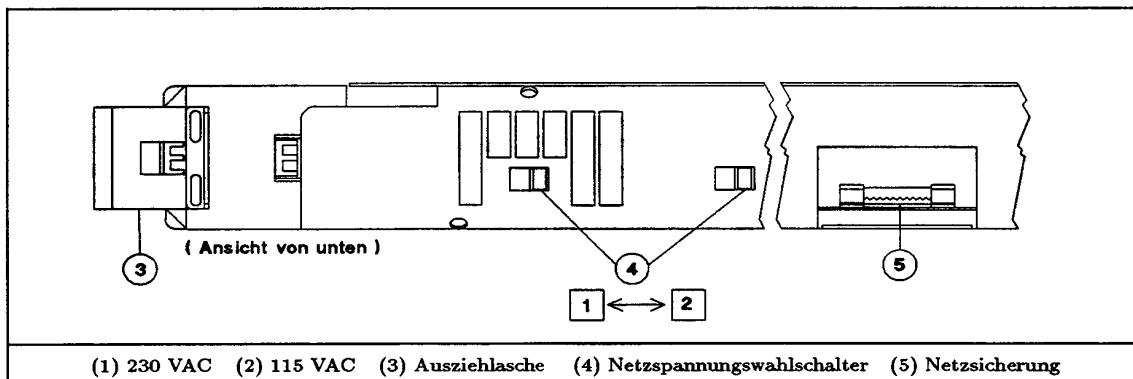 3
( Ansicht von unten )
4
5
1
2
(1) 230 VAC (2) 115 VAC (3) Ausziehlasche (4) Netzspannungswahlschalter (5) Netzsicherung